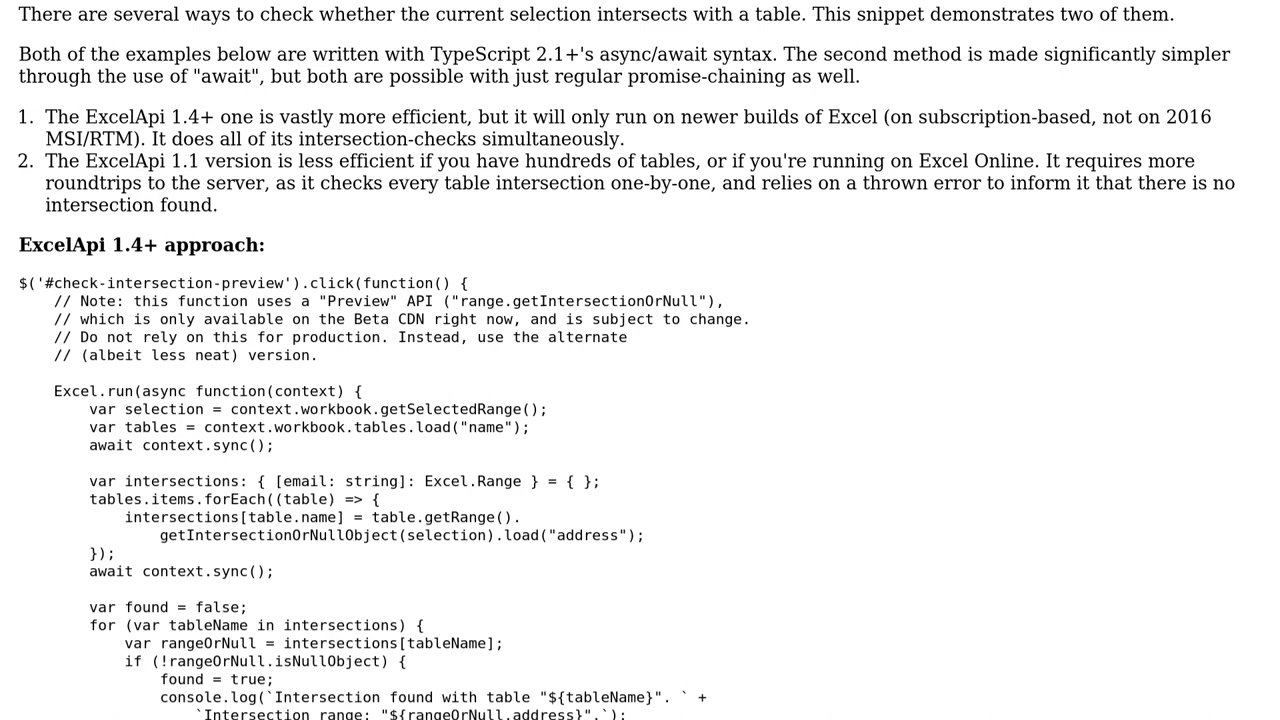 There are several ways to check whether the current selection intersects with a table. This snippet demonstrates two of them.
Both of the examples below are written with TypeScript 2.1+'s async/await syntax. The second method is made significantly simpler
through the use of "await", but both are possible with just regular promise-chaining as well.
1. The ExcelApi 1.4+ one is vastly more efficient, but it will only run on newer builds of Excel (on subscription-based, not on 2016
MSI/RTM). It does all of its intersection-checks simultaneously.
2. The ExcelApi 1.1 version is less efficient if you have hundreds of tables, or if you're running on Excel Online. It requires more
roundtrips to the server, as it checks every table intersection one-by-one, and relies on a thrown error to inform it that there is no
intersection found.
ExcelApi 1.4+ approach:
$('#check-intersection-preview').click(function() {
    // Note: this function uses a "Preview" API ("range.getIntersectionOrNull"),
    // which is only available on the Beta CDN right now, and is subject to change.
    // Do not rely on this for production. Instead, use the alternate
    // (albeit less neat) version.
    Excel.run(async function(context) {
        var selection = context.workbook.getSelectedRange();
        var tables = context.workbook.tables.load("name");
        await context.sync();
        var intersections: { [email: string]: Excel.Range } = { };
        tables.items.forEach((table) => {
            intersections[table.name] = table.getRange().
                getIntersectionOrNullObject(selection).load("address");
        });
        await context.sync();
        var found = false;
        for (var tableName in intersections) {
            var rangeOrNull = intersections[tableName];
            if (!rangeOrNull.isNullObject) {
                found = true;
                console.log(`Intersection found with table "${tableName}". ` +
                    `Intersection range: "${rangeOrNull.address}".`);